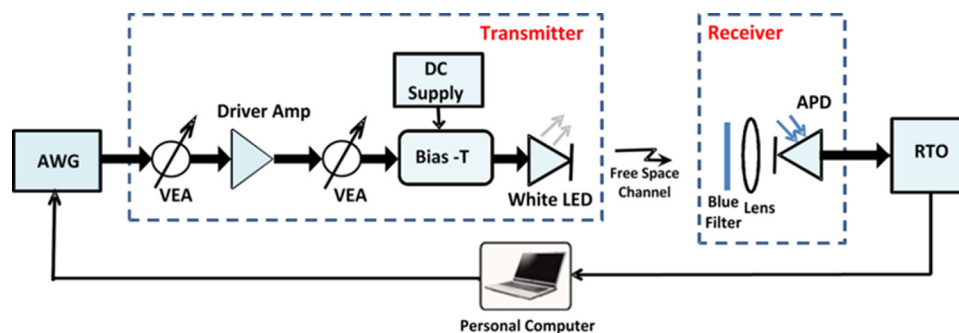 Transmitter
Receiver
DC
Supply
Driver Amp
APD
AWG
VEA
VEA
Bias -T
White LED
Free Space
Channel
Blue
Filter
Lens
RTO
Personal Computer